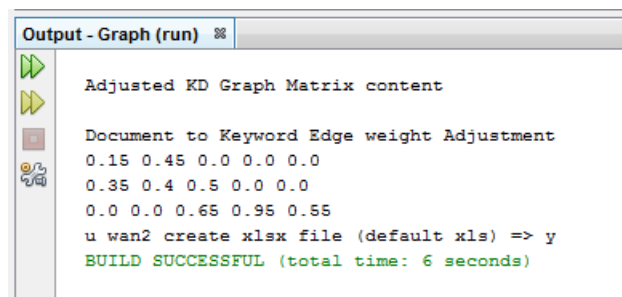 Output - Graph (run)
Adjusted KD Graph Matrix content
Document to Keyword Edge weight Adjustment
0.15 0.45 0.0 0.0 0.0
0.35 0.4 0.5 0.0 0.0
0.0 0.0 0.65 0.95 0.55
u wan2 create xlsx file (default xls) => y
BUILD SUCCESSFUL (total time: 6 seconds)